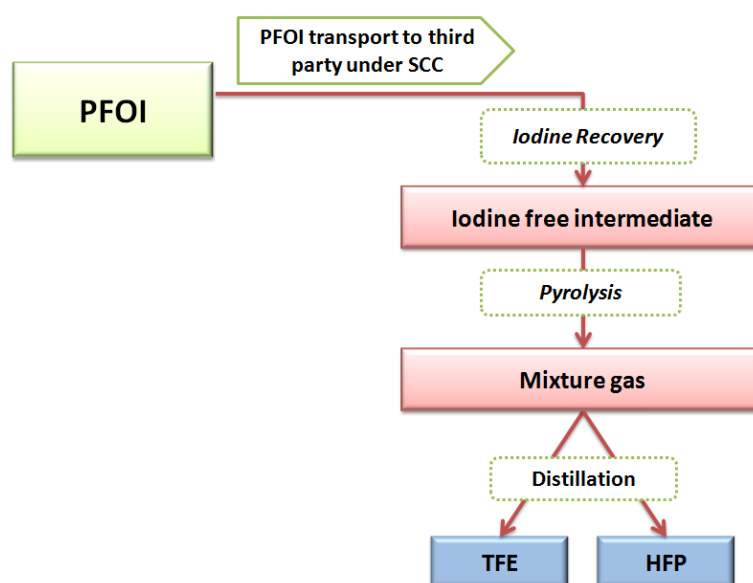 PFOI transport to third
party under SCC
PFOI
Iodine Recovery
Iodine free intermediate
Pyrolysis
Mixture gas
Distillation
TFE
HFP